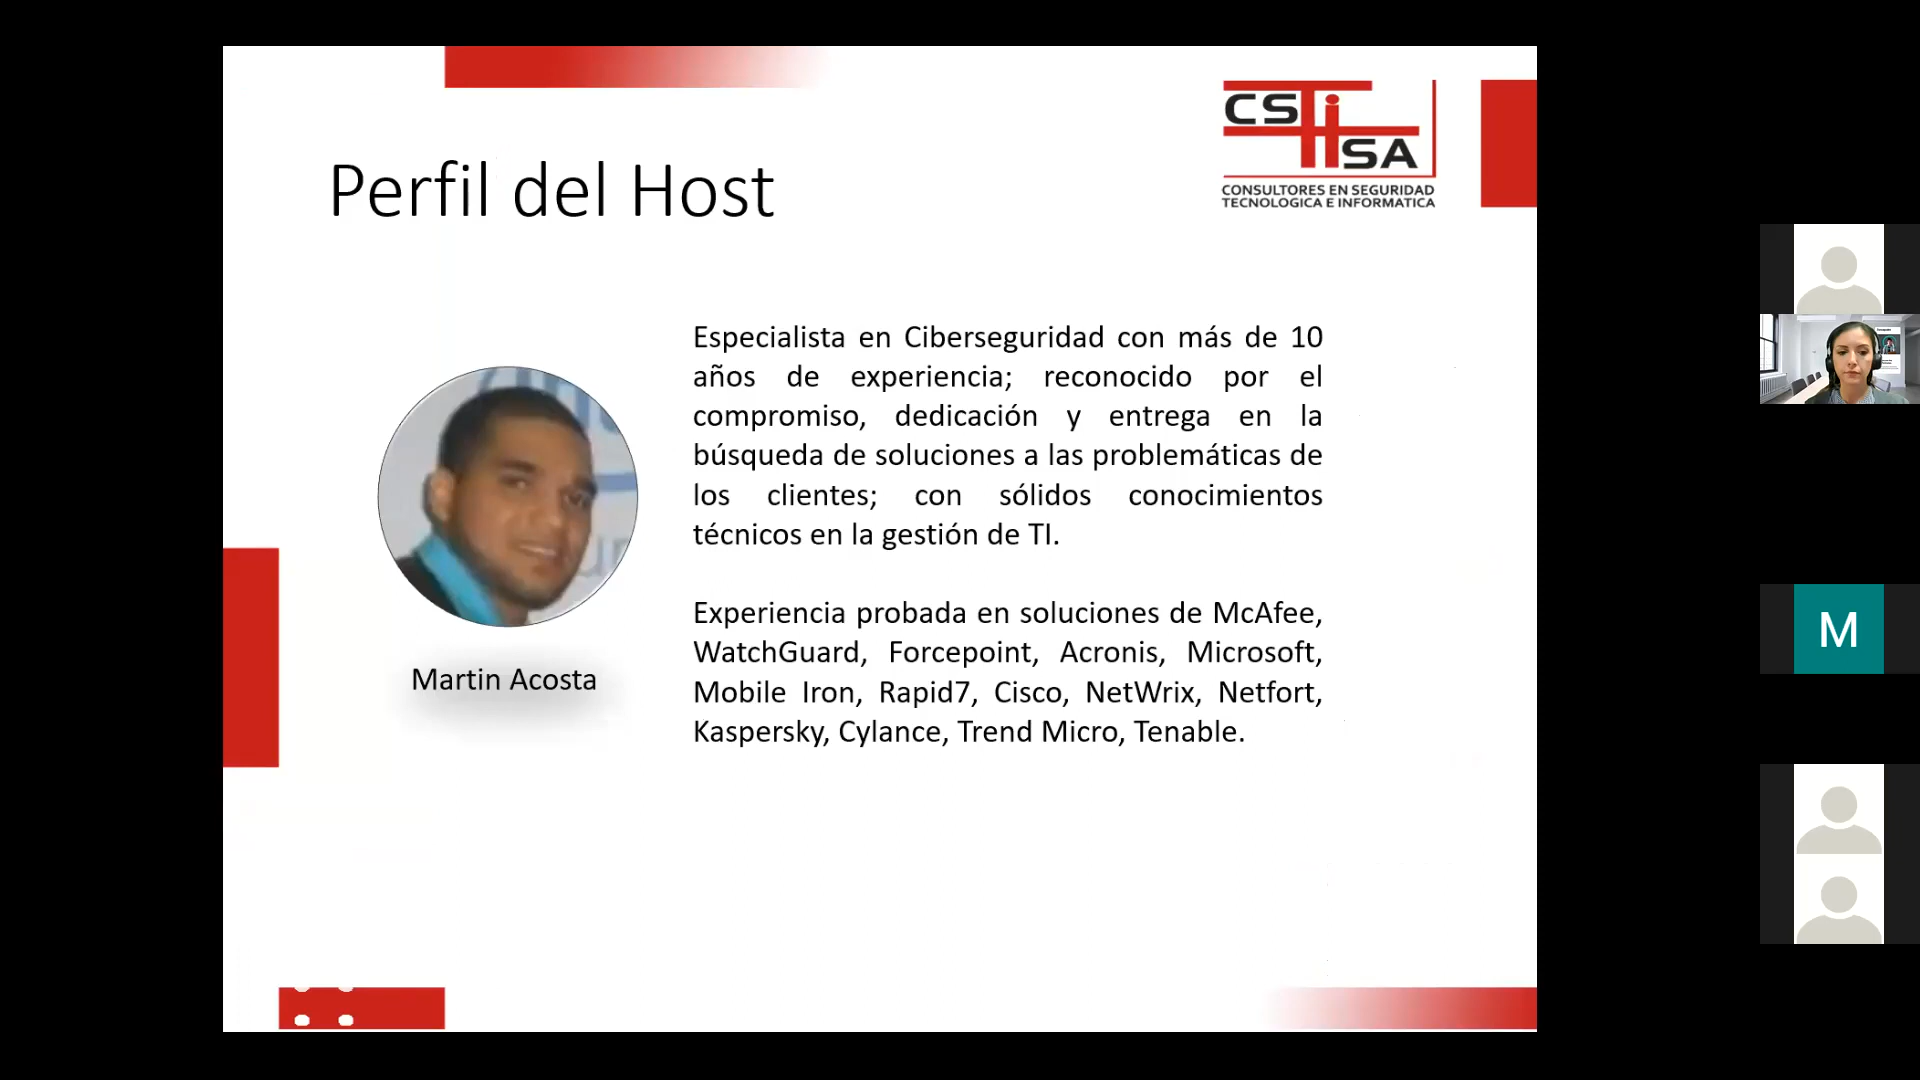 CSTi
SA
CONSULTORES EN SEGURIDAD
TECNOLOGICA E INFORMATICA
Perfil del Host
Especialista en Ciberseguridad con más de 10
años de experiencia; reconocido por el
compromiso, dedicación y entrega en la
búsqueda de soluciones a las problemáticas de
los clientes; con sólidos conocimientos
técnicos en la gestión de TI.
Experiencia probada en soluciones de McAfee,
WatchGuard, Forcepoint, Acronis, Microsoft,
Mobile Iron, Rapid7, Cisco, NetWrix, Netfort,
Kaspersky, Cylance, Trend Micro, Tenable.
Martin Acosta
M